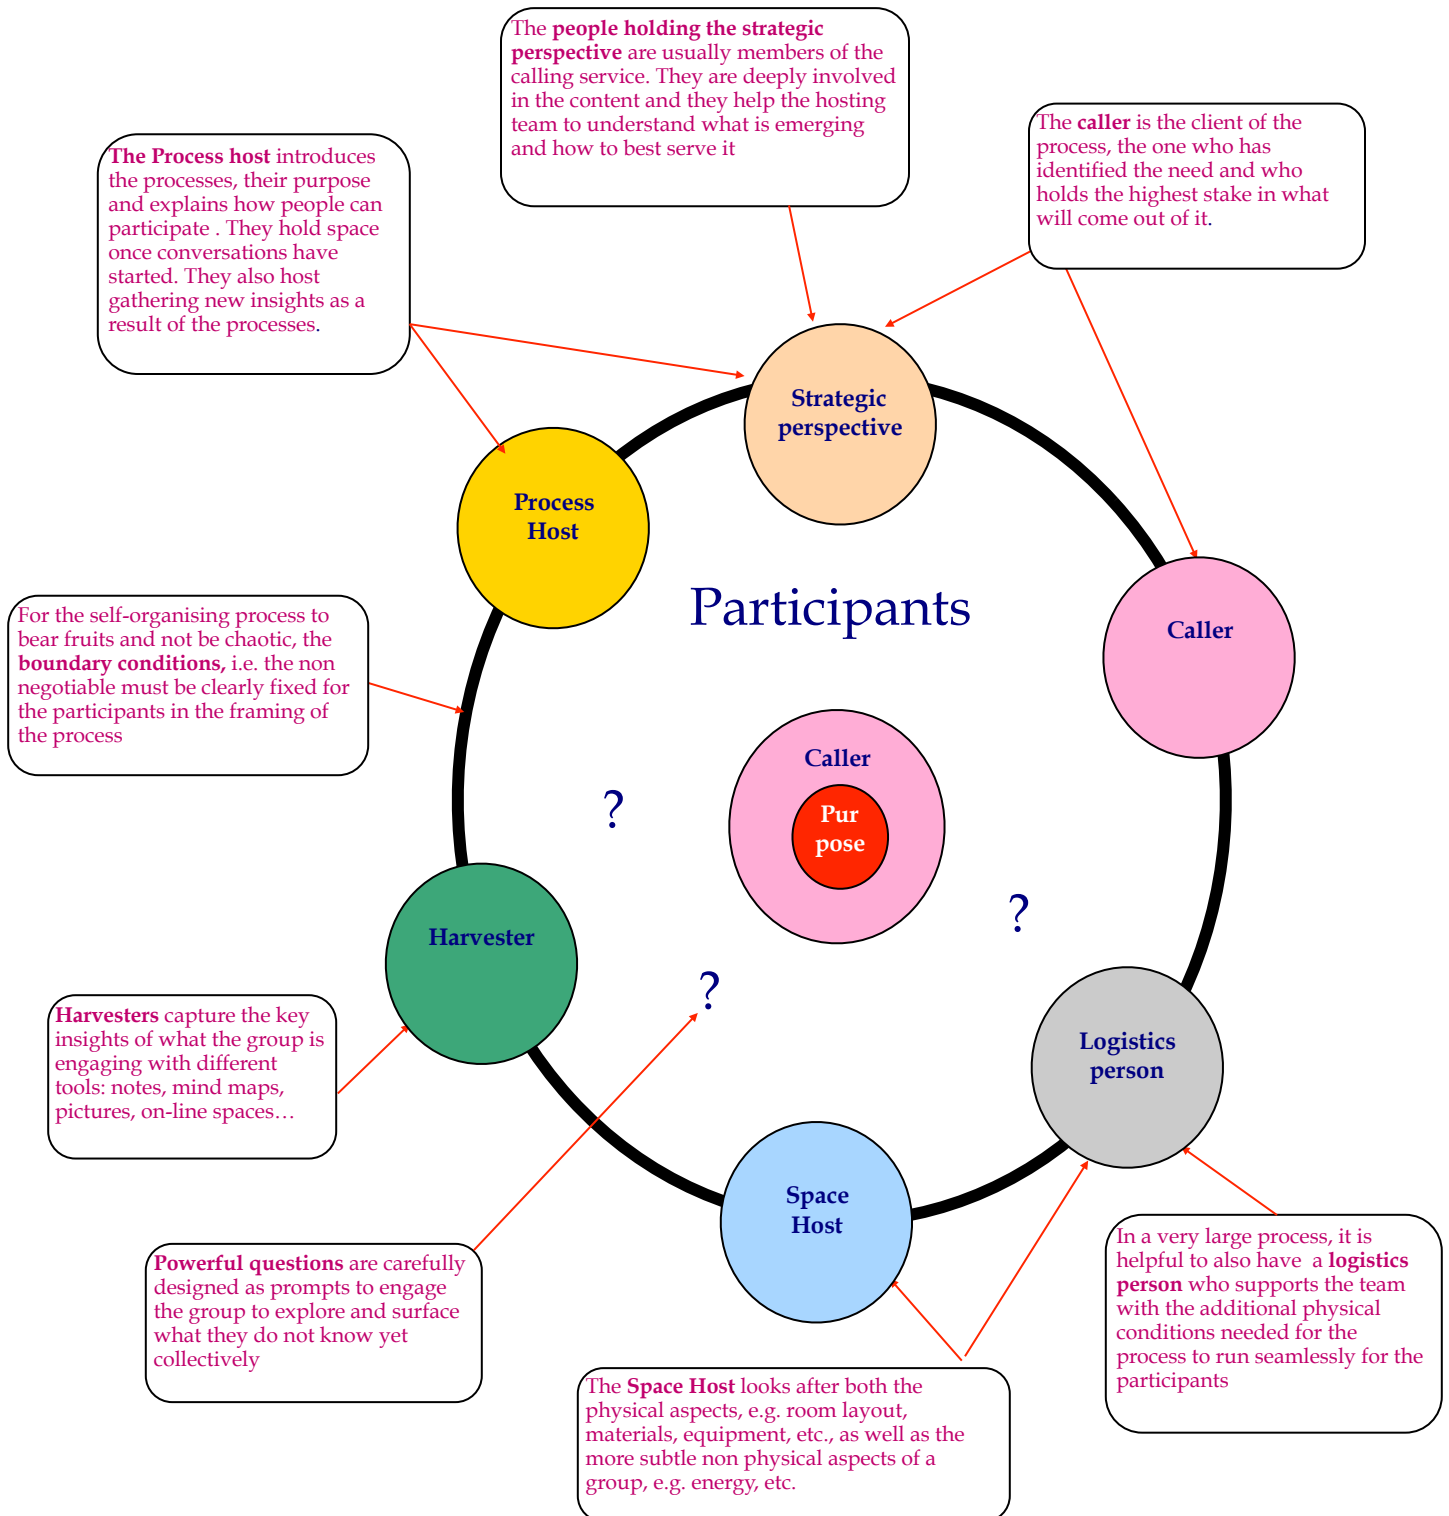 The people holding the strategic
perspective are usually members of the
calling service. They are deeply involved
in the content and they help the hosting
team to understand what is emerging
and how to best serve it
The caller is the client of the
process, the one who has
identified the need and who
holds the highest stake in what
will come out of it.
The Process host introduces
the processes, their purpose
and explains how people can
participate . They hold space
once conversations have
started. They also host
gathering new insights as a
result of the processes.
Strategic
perspective
Process
Host
Participants
Caller
For the self-organising process to
bear fruits and not be chaotic, the
boundary conditions, i.e. the non
negotiable must be clearly fixed for
the participants in the framing of
the process
Caller
Pur
pose
?
?
?
Harvester
Harvesters capture the key
insights of what the group is
engaging with different
tools: notes, mind maps,
pictures, on-line spaces…
Logistics
person
Space
Host
Powerful questions are carefully
designed as prompts to engage
the group to explore and surface
what they do not know yet
collectively
In a very large process, it is
helpful to also have  a logistics
person who supports the team
with the additional physical
conditions needed for the
process to run seamlessly for the
participants
The Space Host looks after both the
physical aspects, e.g. room layout,
materials, equipment, etc., as well as the
more subtle non physical aspects of a
group, e.g. energy, etc.